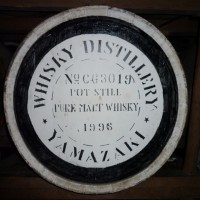 WHISKY DISTILLERY
No CG3019
POT STILL
PURE MALT WHISKY
1996
★ YAMAZAKI ★